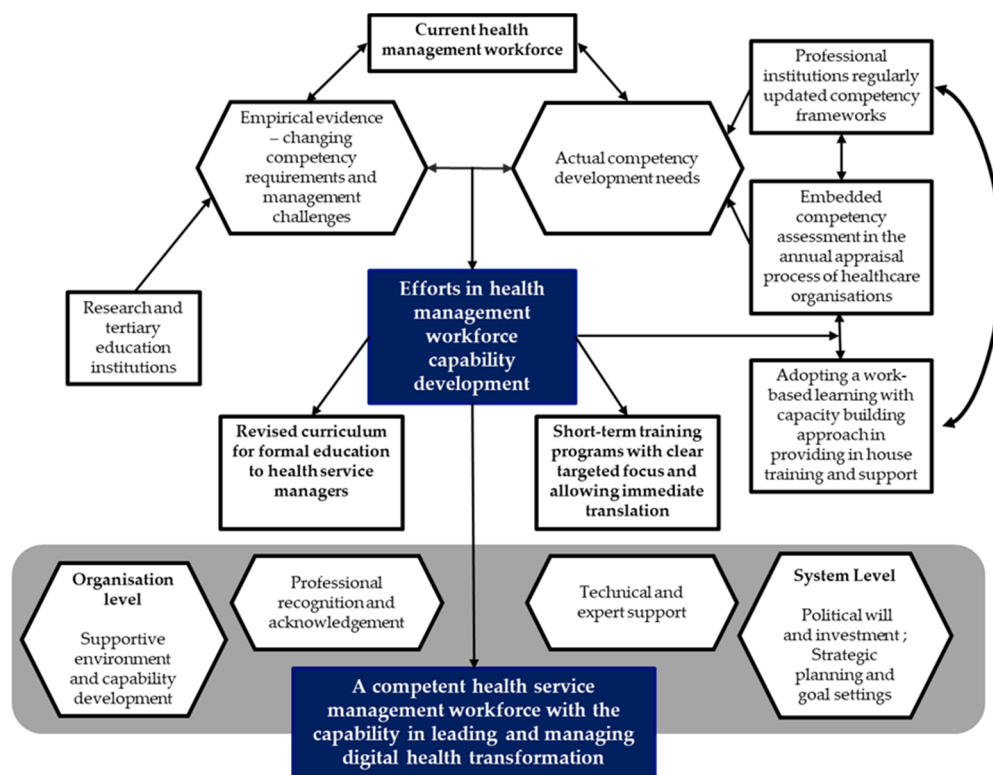 Current health
management workforce
Empirical evidence
– changing
competency
requirements and
management
challenges
Actual competency
development needs
Professional
institutions regularly
updated competency
frameworks
Embedded
competency
assessment in the
annual appraisal
process of healthcare
organisations
Research and
tertiary
education
institutions
Efforts in health
management
workforce
capability
development
Adopting a work-
based learning with
capacity building
approach in
providing in house
training and support
Revised curriculum
for formal education
to health service
managers
Short-term training
programs with clear
targeted focus and
allowing immediate
translation
Organisation
level
Supportive
environment
and capability
development
Professional
recognition and
acknowledgement
Technical and
expert support
System Level
Political will
and investment ;
Strategic
planning and
goal settings
A competent health service
management workforce with the
capability in leading and managing
digital health transformation